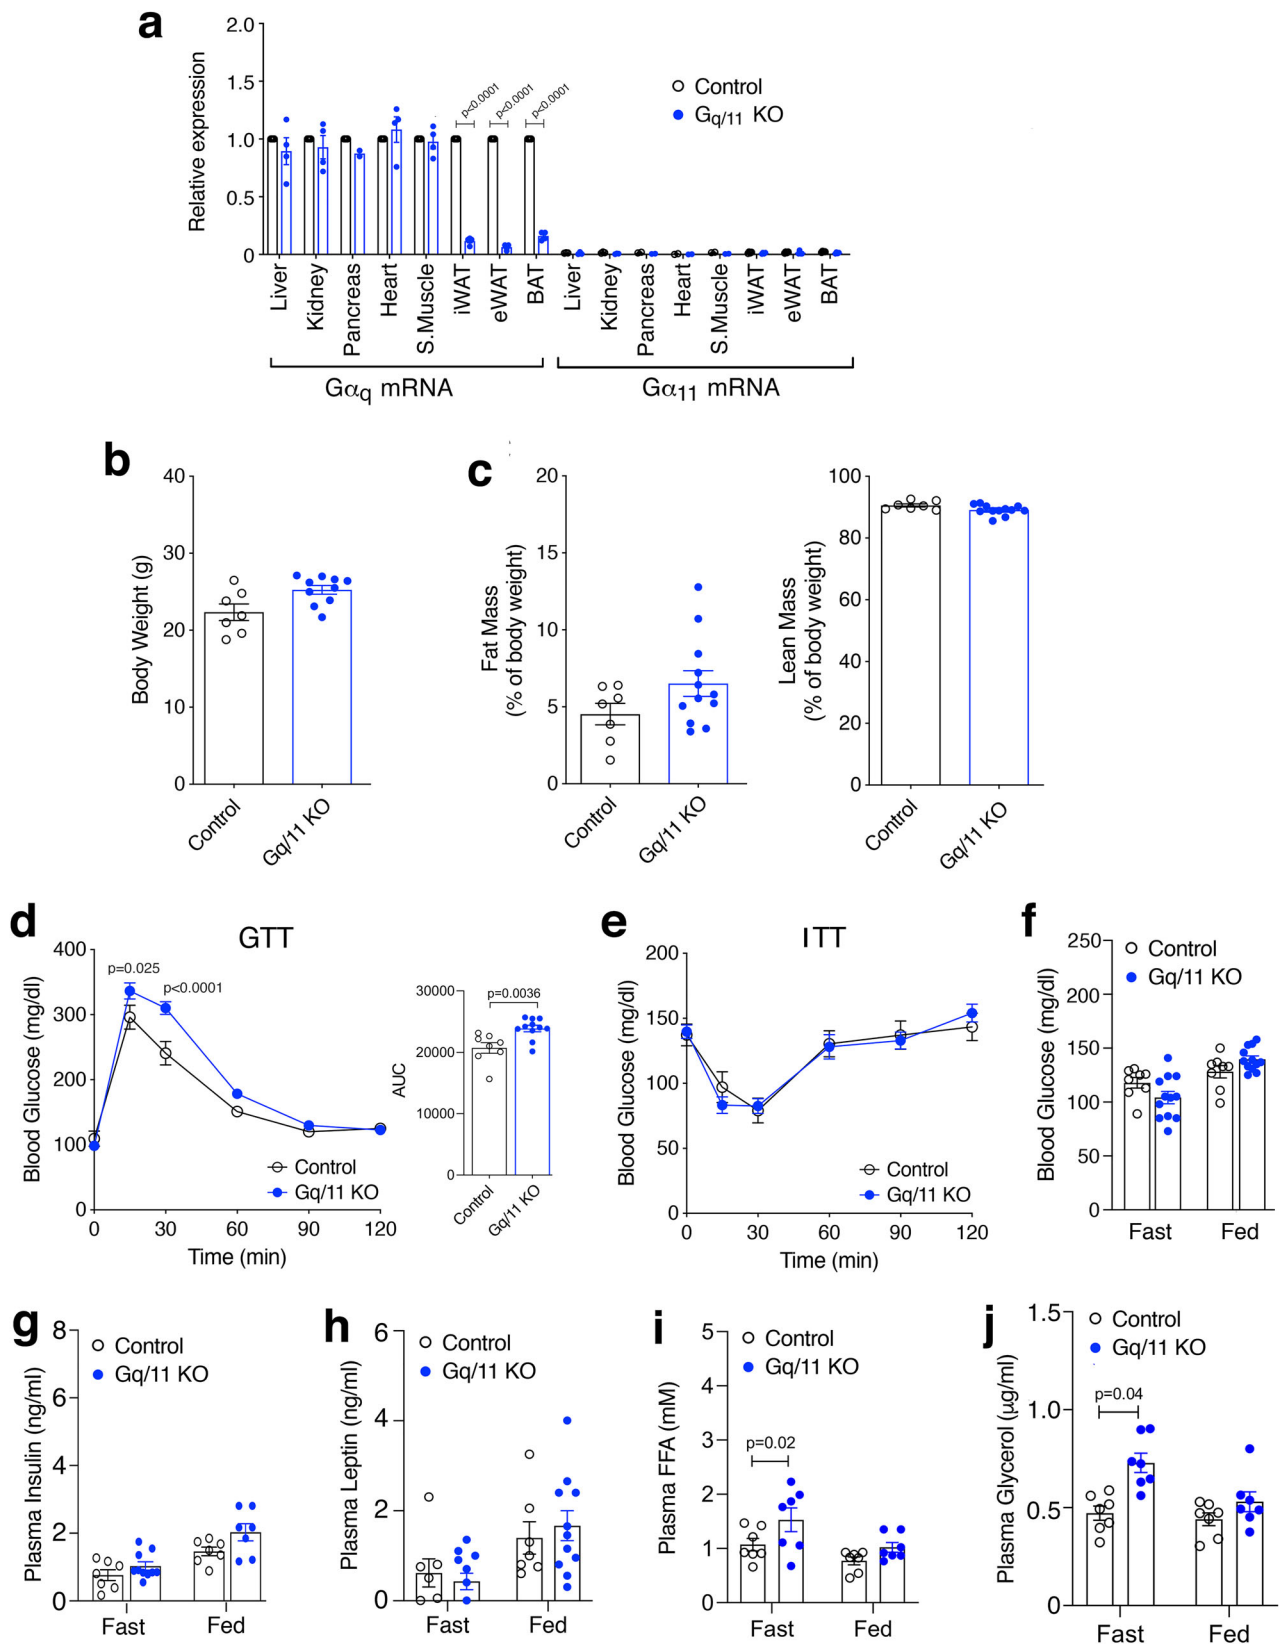 a
2.0
1.5
1.0
0.5
0
Relative expression
p<0.0001
p<0.0001
p<0.0001
Control
Gq/11 KO
Liver
Kidney
Pancreas
Heart
S.Muscle
iWAT
eWAT
BAT
Liver
Kidney
Pancreas
Heart
S.Muscle
iWAT
eWAT
BAT
Gαq mRNA
Gα11 mRNA
b
40
30
20
10
0
Body Weight (g)
Control
Gq/11 KO
c
20
15
10
5
0
Fat Mass
(% of body weight)
Control
Gq/11 KO
100
80
60
40
20
0
Lean Mass
(% of body weight)
Control
Gq/11 KO
d
GTT
400
300
200
100
0
Blood Glucose (mg/dl)
p=0.025
p<0.0001
Control
Gq/11 KO
0
30
60
90
120
Time (min)
30000
20000
10000
0
AUC
p=0.0036
Control
Gq/11 KO
e
ITT
200
150
100
50
0
Blood Glucose (mg/dl)
Control
Gq/11 KO
0
30
60
90
120
Time (min)
f
250
200
150
100
50
0
Blood Glucose (mg/dl)
Control
Gq/11 KO
Fast
Fed
g
8
6
4
2
0
Plasma Insulin (ng/ml)
Control
Gq/11 KO
Fast
Fed
h
6
4
2
0
Plasma Leptin (ng/ml)
Control
Gq/11 KO
Fast
Fed
i
5
4
3
2
1
0
Plasma FFA (mM)
Control
Gq/11 KO
p=0.02
Fast
Fed
j
1.5
1.0
0.5
0
Plasma Glycerol (µg/ml)
Control
Gq/11 KO
p=0.04
Fast
Fed